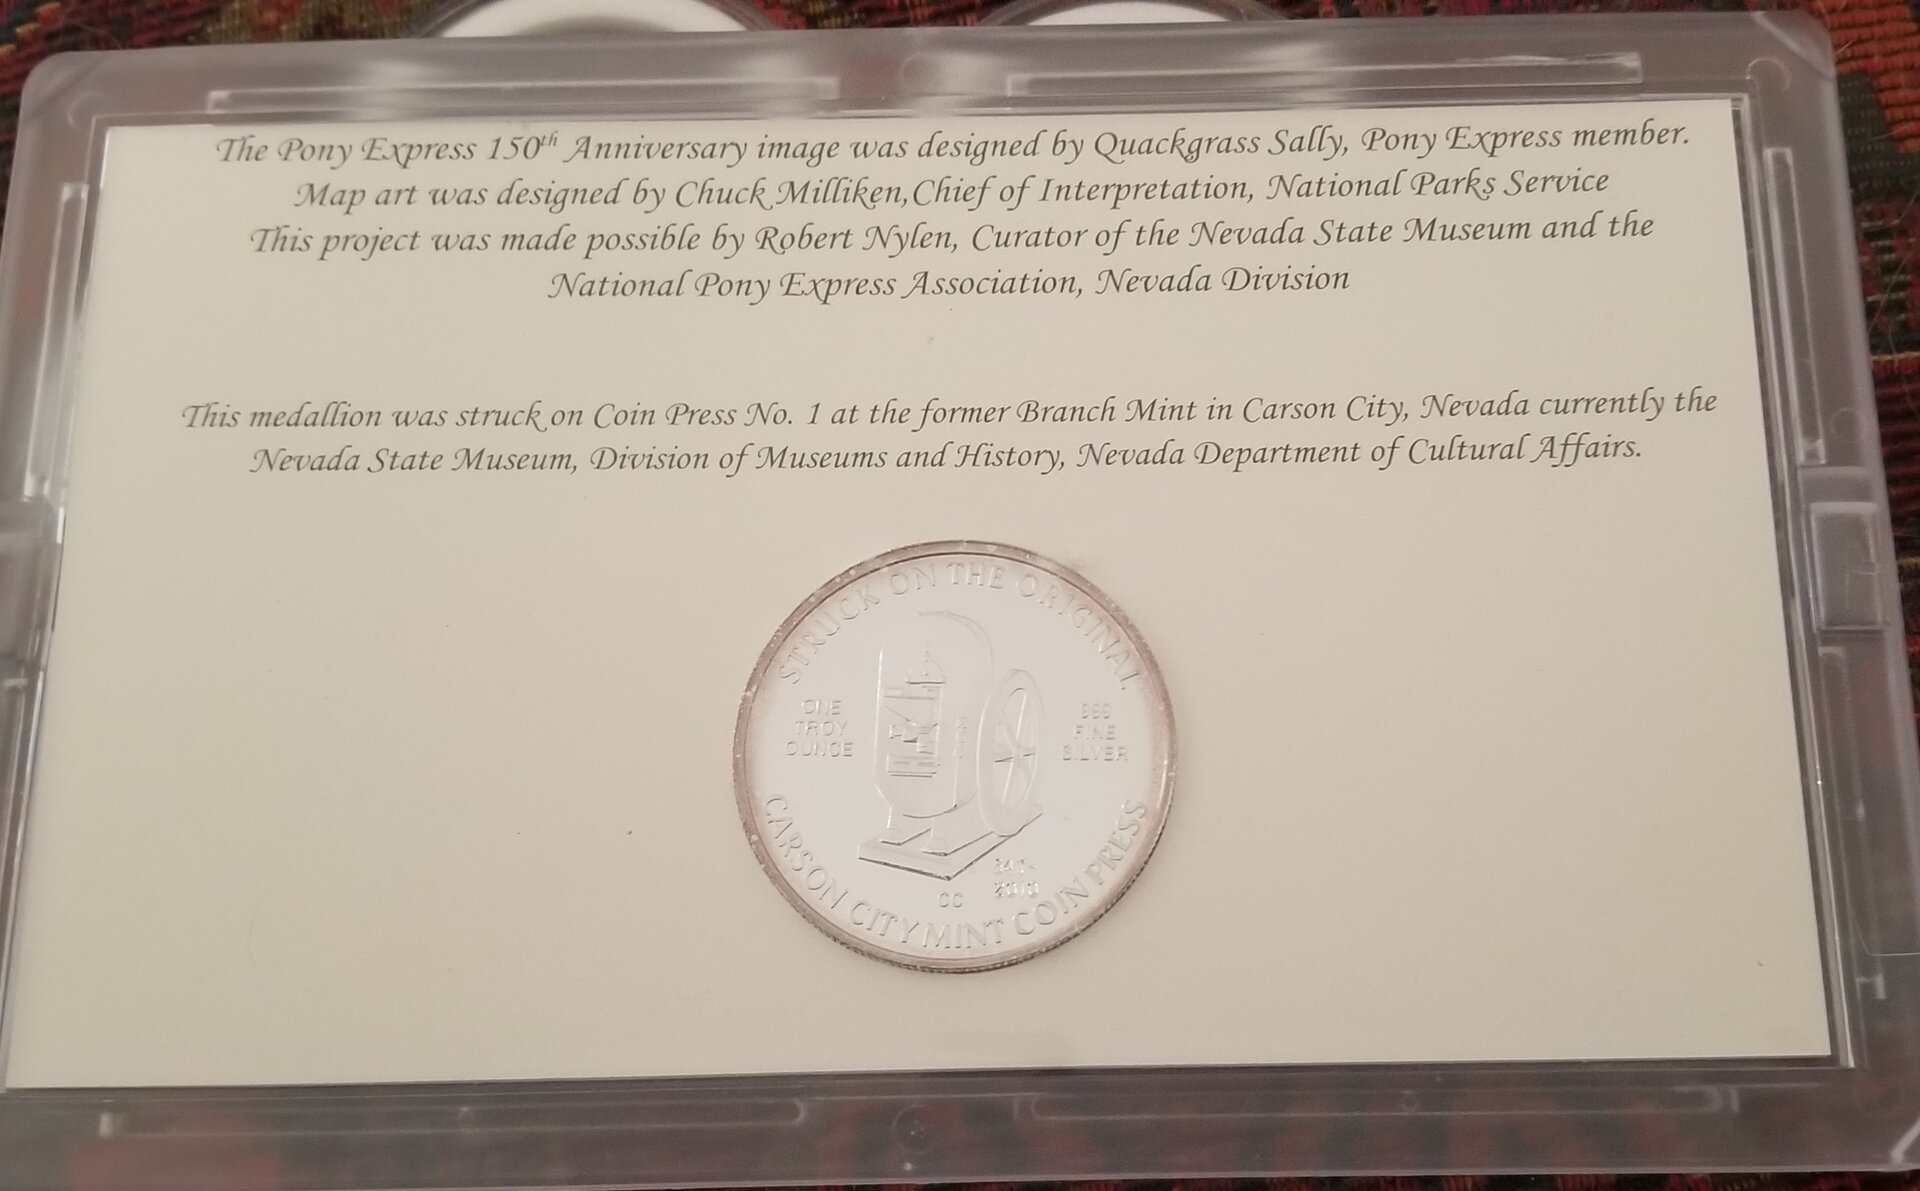 The Pony Express 150th Anniversary image was designed by Quackgrass Sally, Pony Express member.
Map art was designed by Chuck Milliken,Chief of Interpretation, National Parks Service
This project was made possible by Robert Nylen, Curator of the Nevada State Museum and the
National Pony Express Association, Nevada Division
This medallion was struck on Coin Press No. 1 at the former Branch Mint in Carson City, Nevada currently the
Nevada State Museum, Division of Museums and History, Nevada Department of Cultural Affairs.
STRUCK ON THE ORIGINAL
ONE
TROY
OUNCE
999
FINE
SILVER
CC
2010
CARSON CITY MINT COIN PRESS